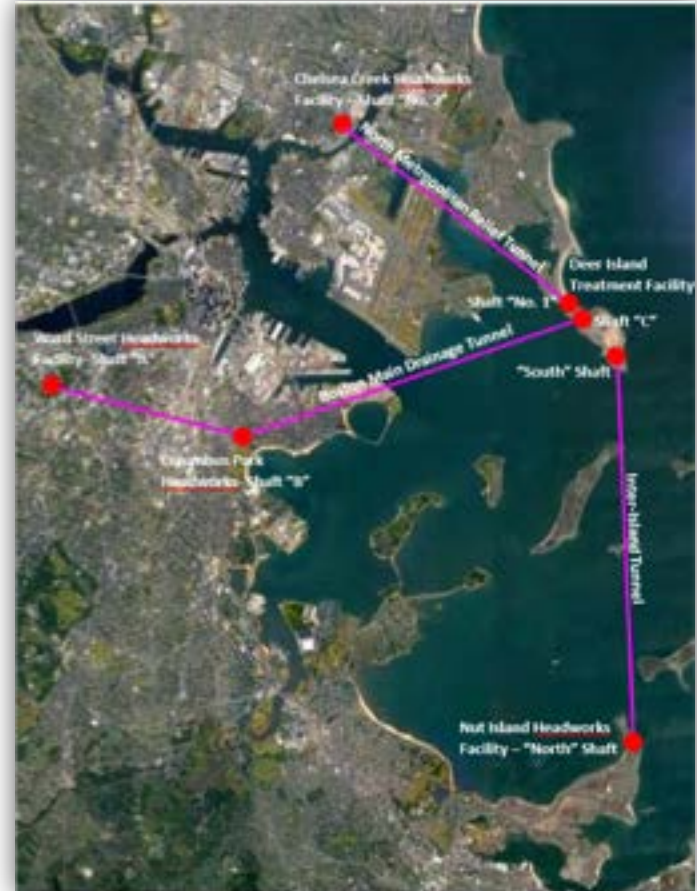 Chelsea Creek Headworks
Facility – Shaft "No. 2"
North Metropolitan Relief Tunnel
Deer Island
Treatment Facility
Shaft "No. 1"
Shaft "C"
Boston Main Drainage Tunnel
"South" Shaft
Ward Street Headworks
Facility- Shaft
Columbus Park
Headworks- Shaft "B"
Inter-Island Tunnel
Nut Island Headworks
Facility – "North" Shaft